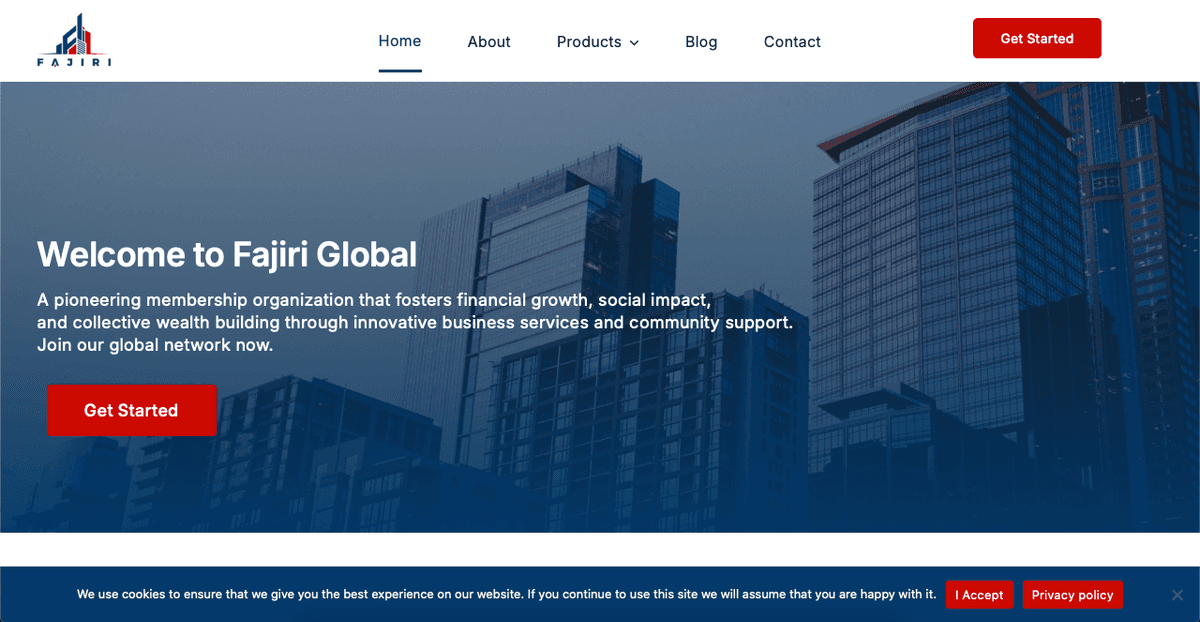 FAJIRI
Home
About
Products
Blog
Contact
Get Started
Welcome to Fajiri Global
A pioneering membership organization that fosters financial growth, social impact,
and collective wealth building through innovative business services and community support.
Join our global network now.
Get Started
We use cookies to ensure that we give you the best experience on our website. If you continue to use this site we will assume that you are happy with it.
I Accept
Privacy policy